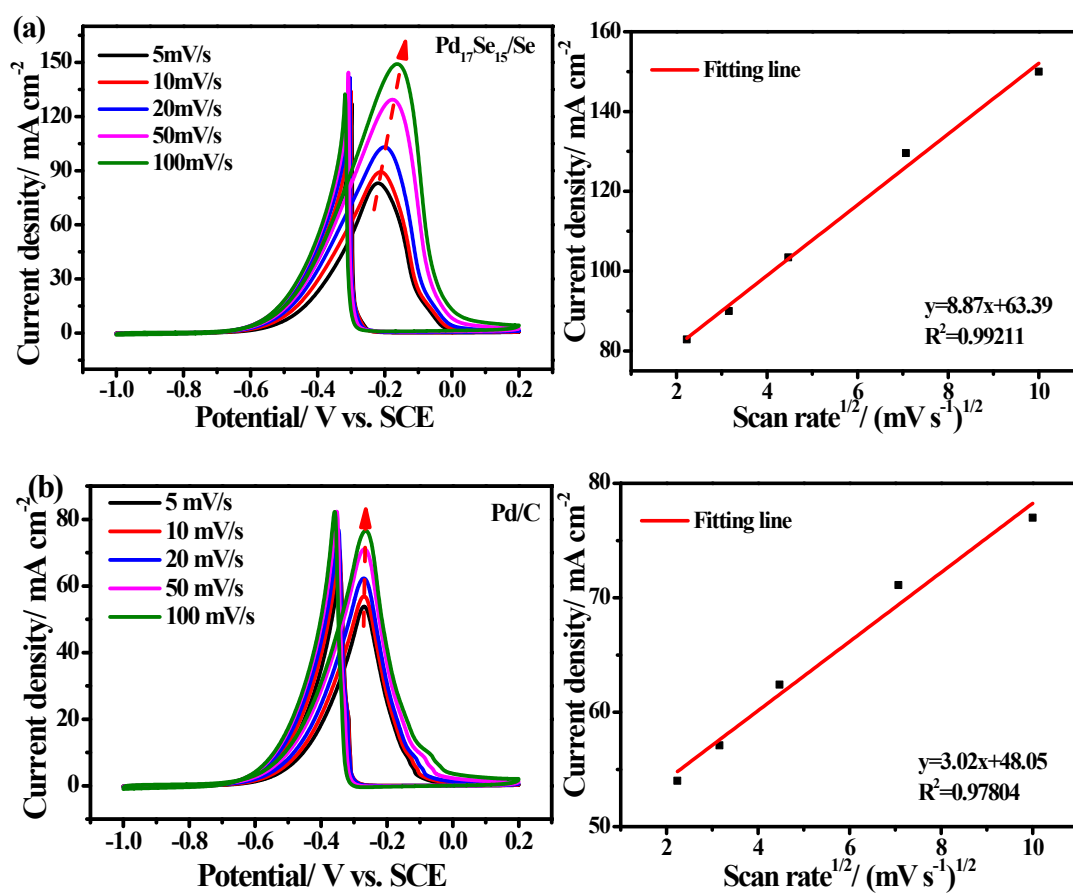 (a)
Pd17Se15/Se
5mV/s
10mV/s
20mV/s
50mV/s
100mV/s
150
120
90
60
30
0
Current desnity/ mA cm-2
-1.0 -0.8 -0.6 -0.4 -0.2 0.0 0.2
Potential/ V vs. SCE
160
140
120
100
80
Current density/ mA cm-2
Fitting line
y=8.87x+63.39
R2=0.99211
2 4 6 8 10
Scan rate1/2/ (mV s-1)1/2
(b)
Pd/C
5 mV/s
10 mV/s
20 mV/s
50 mV/s
100 mV/s
80
60
40
20
0
Current density/ mA cm-2
-1.0 -0.8 -0.6 -0.4 -0.2 0.0 0.2
Potential/ V vs. SCE
80
70
60
50
Current density/ mA cm-2
Fitting line
y=3.02x+48.05
R2=0.97804
2 4 6 8 10
Scan rate1/2/ (mV s-1)1/2